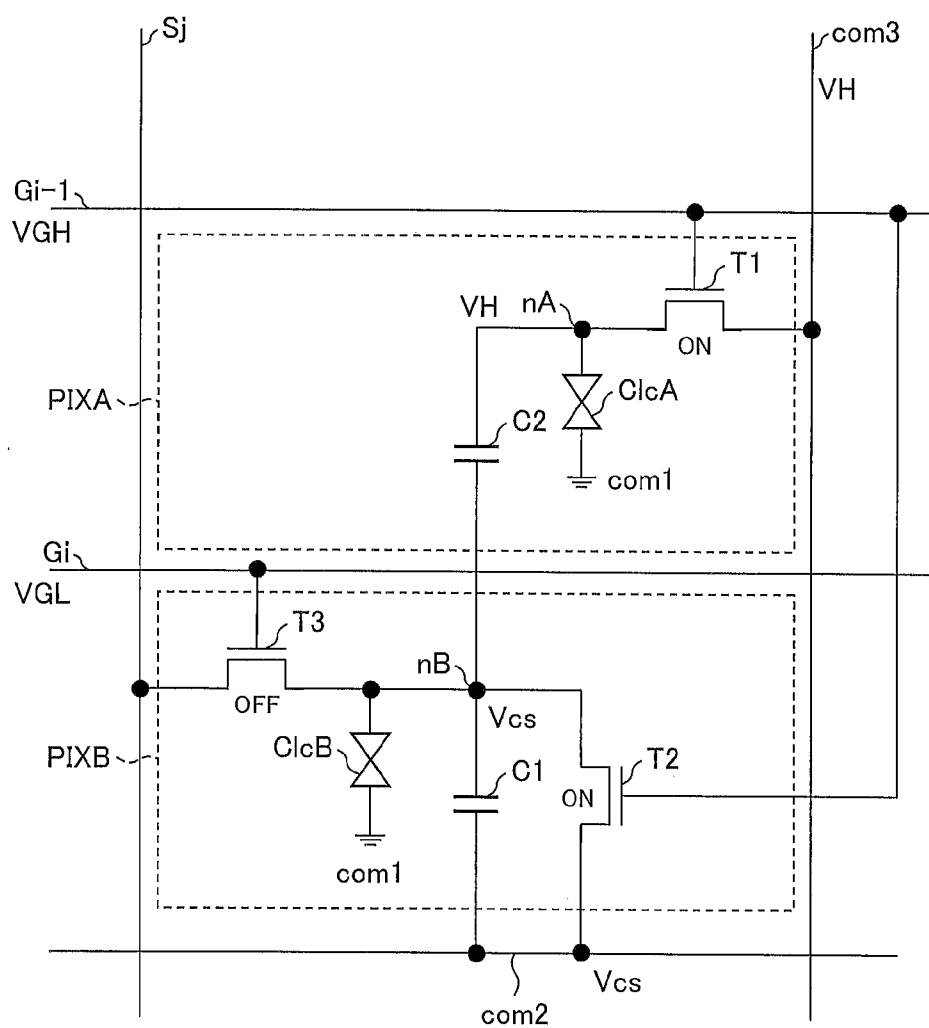 Sj
com3
VH
Gi-1
VGH
T1
nA
VH
ON
PIXA
ClcA
C2
com1
Gi
VGL
T3
nB
OFF
Vcs
ClcB
T2
PIXB
C1
ON
com1
Vcs
com2